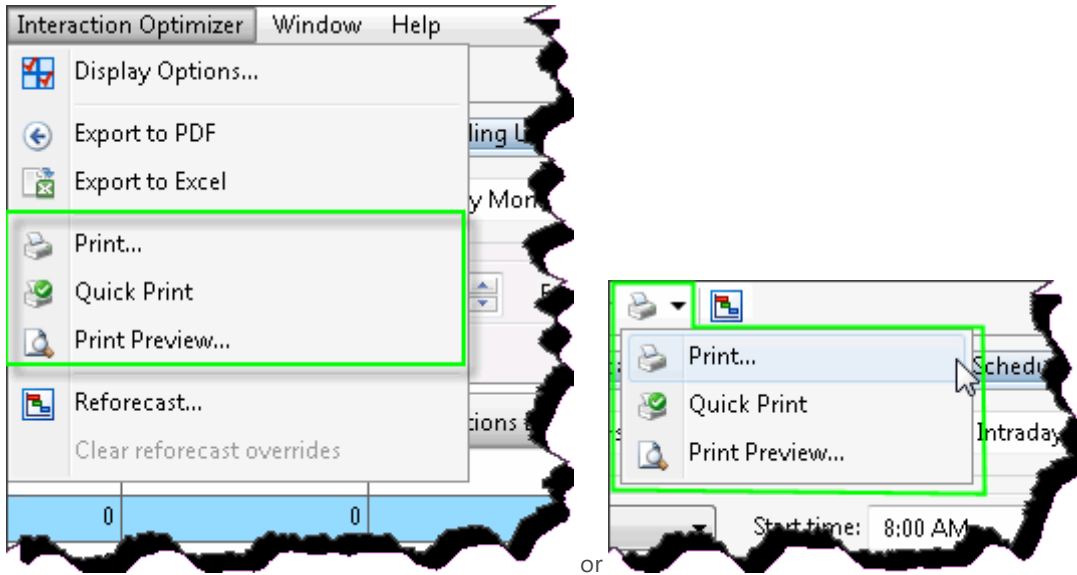 Interaction Optimizer Window Help
Display Options...
Export to PDF
Export to Excel
Print...
Quick Print
Print Preview...
Reforecast...
Clear reforecast overrides
0 0
or
Print...
Quick Print
Print Preview...
Intraday
Start time: 8:00 AM